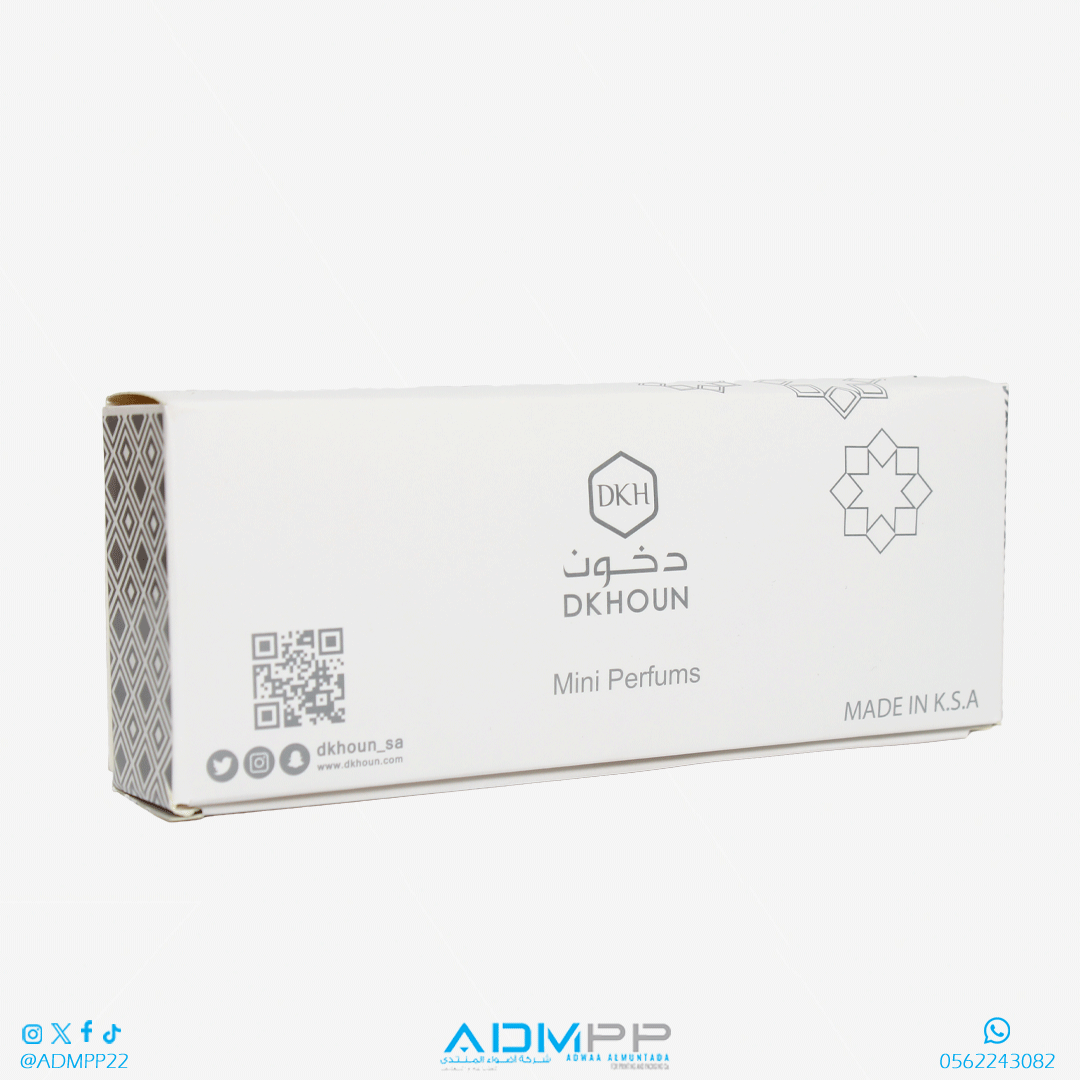 DKH
دخون
DKHOUN
Mini Perfums
MADE IN K.S.A
dkhoun_sa
www.dkhoun.com
@ADMPP22
ADMPP
شركة اضواء المنتدى
ADWAA ALMUNTADA
FOR PRINTING AND PACKAGING Co
0562243082